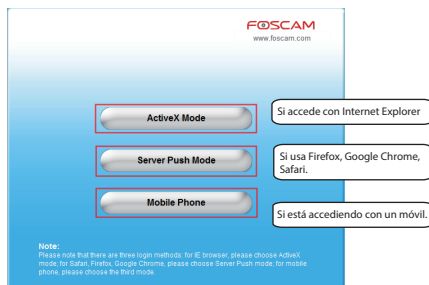 FOSCAM
www.foscam.com
ActiveX Mode
Si accede con Internet Explorer
Server Push Mode
Si usa Firefox, Google Chrome,
Safari.
Mobile Phone
Si está accediendo con un móvil.
Note:
Please note that there are three login methods: for IE browser, please choose ActiveX
mode; for Safari, Firefox, Google Chrome, please choose Server Push mode; for mobile
phone, please choose the third mode.